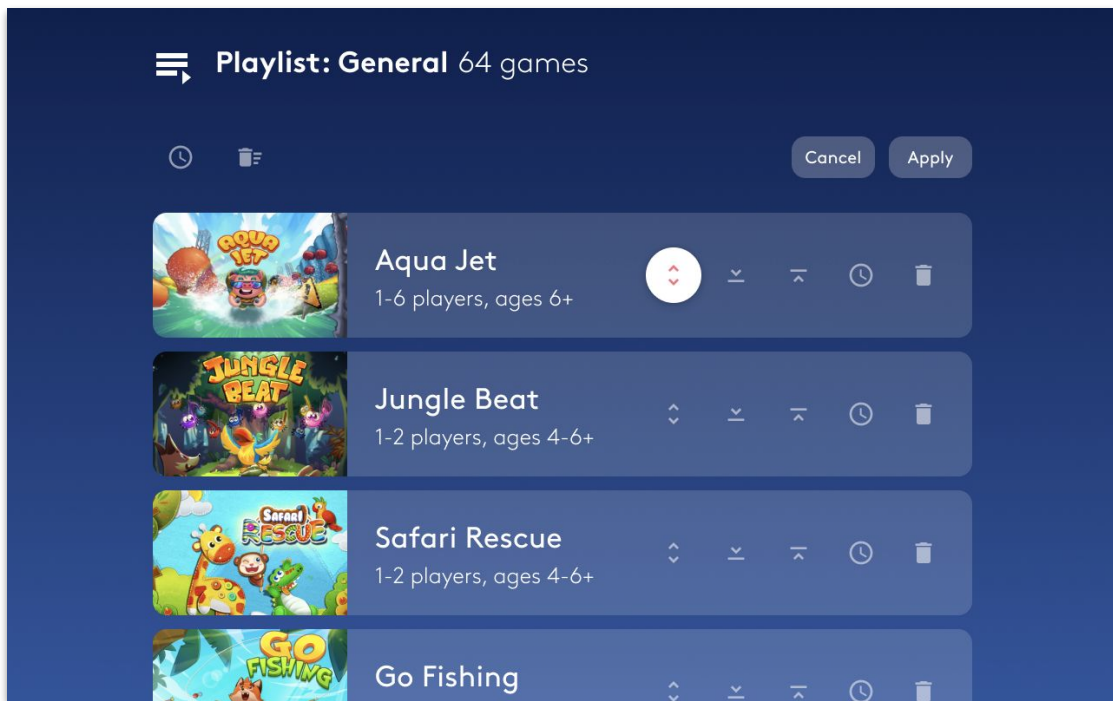 Playlist: General 64 games
Cancel
Apply
AQUA
JET
Aqua Jet
1-6 players, ages 6+
JUNGLE
BEAT
Jungle Beat
1-2 players, ages 4-6+
SAFARI
RESCUE
Safari Rescue
1-2 players, ages 4-6+
GO
FISHING
Go Fishing